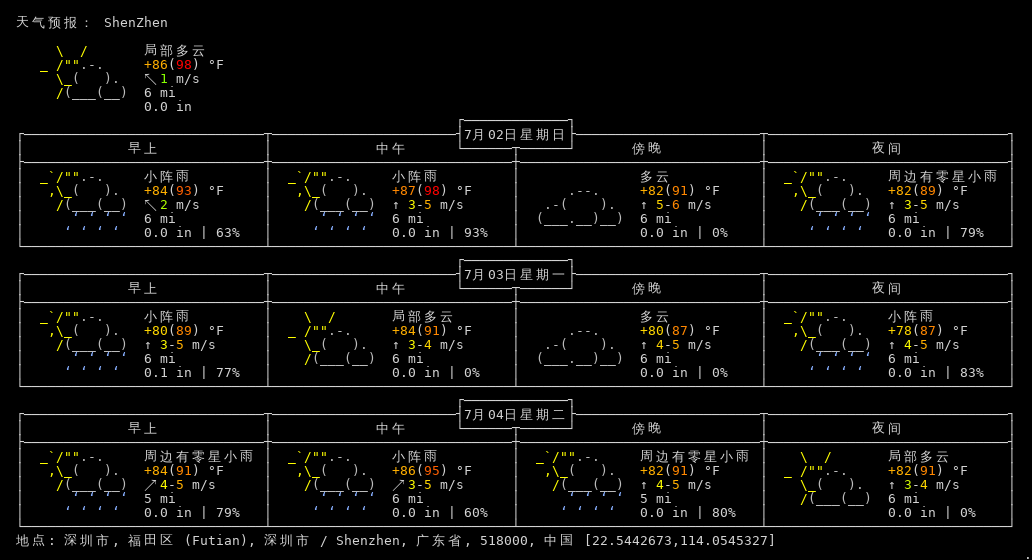 天气预报： ShenZhen
局部多云
+86(98) °F
↖ 1 m/s
6 mi
0.0 in
7月02日星期日
早上 中午 傍晚 夜间
小阵雨 小阵雨 多云 周边有零星小雨
+84(93) °F +87(98) °F +82(91) °F +82(89) °F
↖ 2 m/s ↑ 3-5 m/s ↑ 5-6 m/s ↑ 3-5 m/s
6 mi 6 mi 6 mi 6 mi
0.0 in | 63% 0.0 in | 93% 0.0 in | 0% 0.0 in | 79%
7月03日星期一
早上 中午 傍晚 夜间
小阵雨 局部多云 多云 小阵雨
+80(89) °F +84(91) °F +80(87) °F +78(87) °F
↑ 3-5 m/s ↑ 3-4 m/s ↑ 4-5 m/s ↑ 4-5 m/s
6 mi 6 mi 6 mi 6 mi
0.1 in | 77% 0.0 in | 0% 0.0 in | 0% 0.0 in | 83%
7月04日星期二
早上 中午 傍晚 夜间
周边有零星小雨 小阵雨 周边有零星小雨 局部多云
+84(91) °F +86(95) °F +82(91) °F +82(91) °F
↗ 4-5 m/s ↗ 3-5 m/s ↑ 4-5 m/s ↑ 3-4 m/s
5 mi 6 mi 5 mi 6 mi
0.0 in | 79% 0.0 in | 60% 0.0 in | 80% 0.0 in | 0%
地点: 深圳市, 福田区 (Futian), 深圳市 / Shenzhen, 广东省, 518000, 中国 [22.5442673,114.0545327]